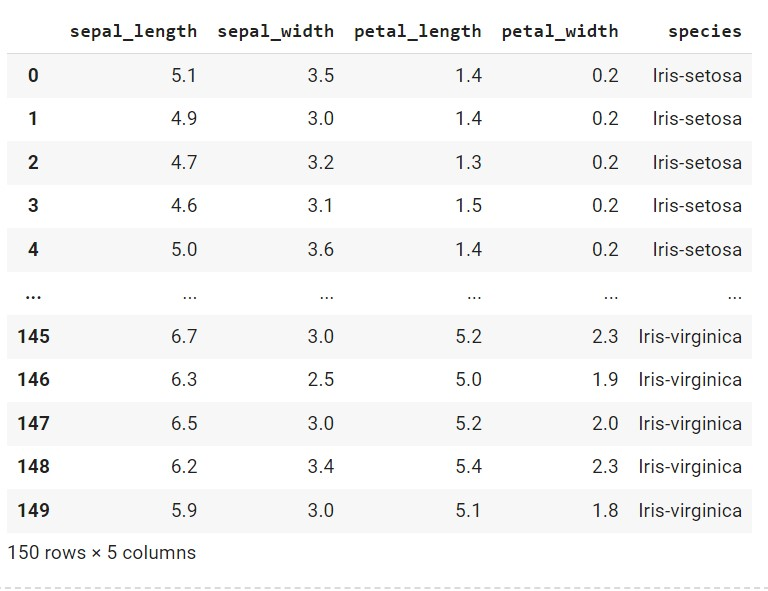 sepal_length sepal_width petal_length petal_width species
0 5.1 3.5 1.4 0.2 Iris-setosa
1 4.9 3.0 1.4 0.2 Iris-setosa
2 4.7 3.2 1.3 0.2 Iris-setosa
3 4.6 3.1 1.5 0.2 Iris-setosa
4 5.0 3.6 1.4 0.2 Iris-setosa
... ... ... ... ... ...
145 6.7 3.0 5.2 2.3 Iris-virginica
146 6.3 2.5 5.0 1.9 Iris-virginica
147 6.5 3.0 5.2 2.0 Iris-virginica
148 6.2 3.4 5.4 2.3 Iris-virginica
149 5.9 3.0 5.1 1.8 Iris-virginica
150 rows × 5 columns